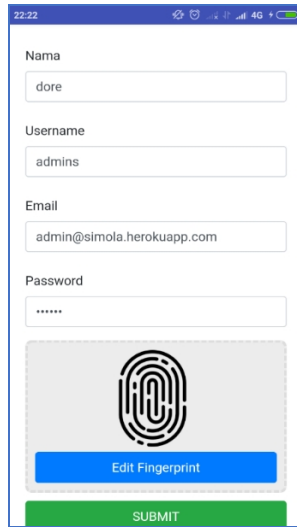 22:22
4G
Nama
dore
Username
admins
Email
admin@simola.herokuapp.com
Password
••••••
Edit Fingerprint
SUBMIT